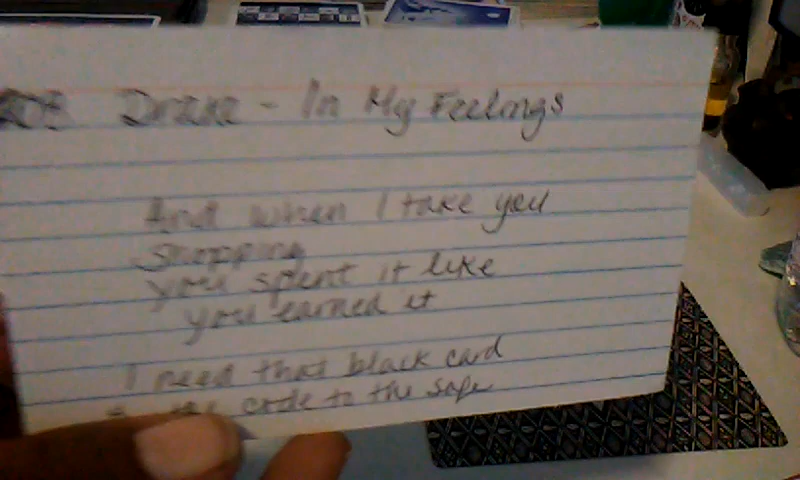 Drake - In My Feelings
And when I take you
shopping
you spent it like
you earned it
I need that black card
code to the safe